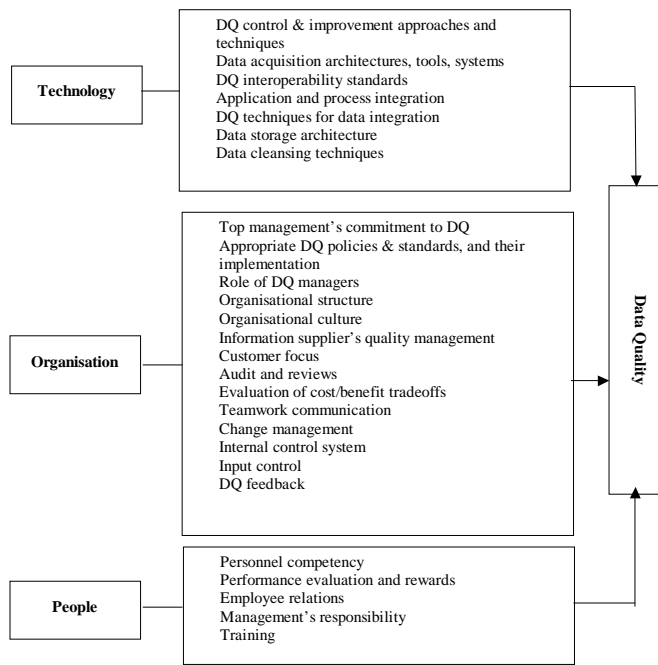 Technology
DQ control & improvement approaches and
techniques
Data acquisition architectures, tools, systems
DQ interoperability standards
Application and process integration
DQ techniques for data integration
Data storage architecture
Data cleansing techniques
Organisation
Top management's commitment to DQ
Appropriate DQ policies & standards, and their
implementation
Role of DQ managers
Organisational structure
Organisational culture
Information supplier's quality management
Customer focus
Audit and reviews
Evaluation of cost/benefit tradeoffs
Teamwork communication
Change management
Internal control system
Input control
DQ feedback
People
Personnel competency
Performance evaluation and rewards
Employee relations
Management's responsibility
Training
Data Quality